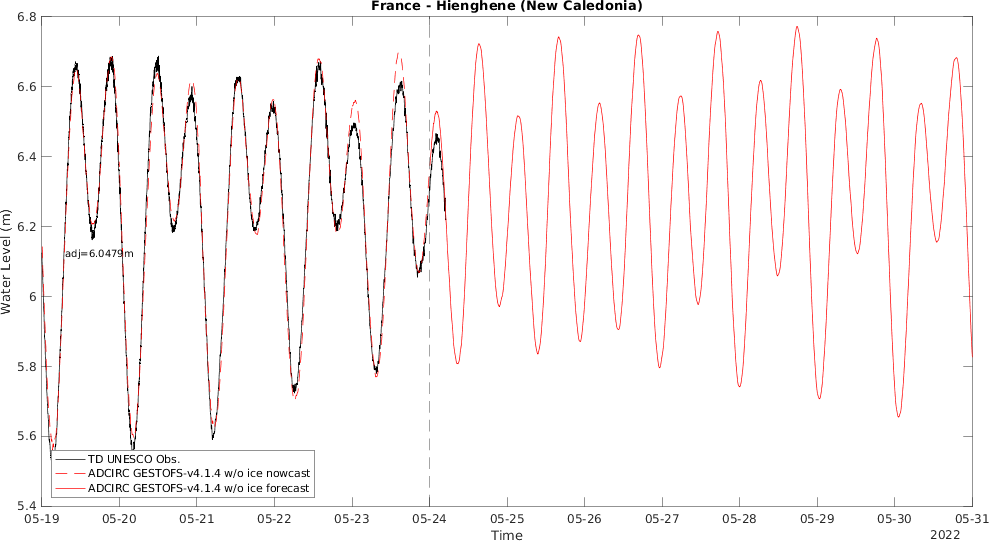 France - Hienghene (New Caledonia)
6.8
6.6
6.4
6.2
6
5.8
5.6
5.4
Water Level (m)
adj=6.0479m
TD UNESCO Obs.
ADCIRC GESTOFS-v4.1.4 w/o ice nowcast
ADCIRC GESTOFS-v4.1.4 w/o ice forecast
05-19 05-20 05-21 05-22 05-23 05-24 05-25 05-26 05-27 05-28 05-29 05-30 05-31
Time
2022